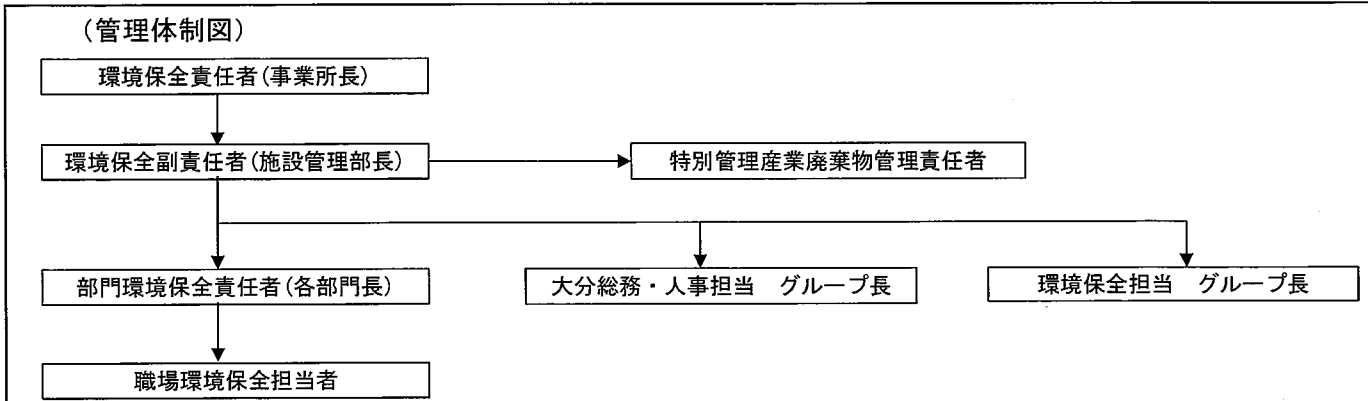 （管理体制図）
環境保全責任者(事業所長)
環境保全副責任者(施設管理部長)
特別管理産業廃棄物管理責任者
部門環境保全責任者(各部門長)
大分総務・人事担当　グループ長
環境保全担当　グループ長
職場環境保全担当者